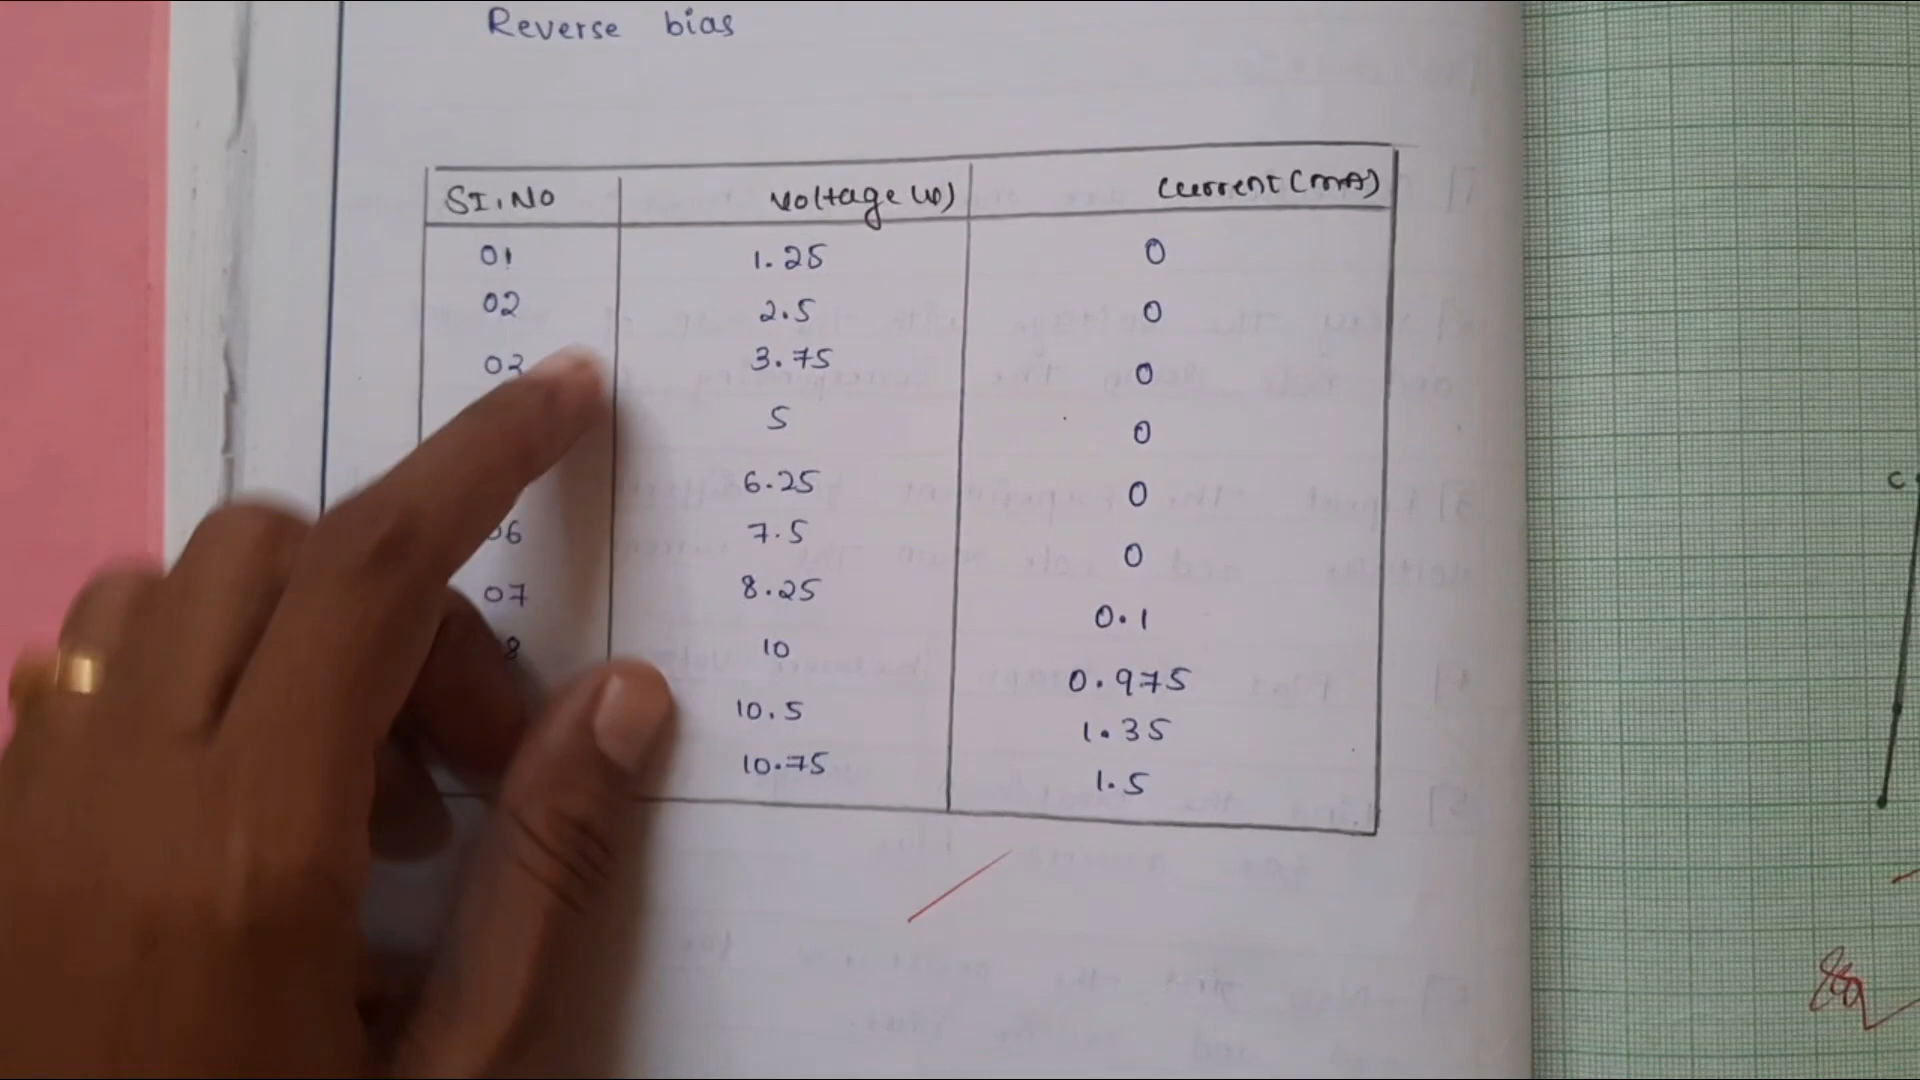 Reverse bias
SI.No Voltage (v) Current (mA)
01 1.25 0
02 2.5 0
03 3.75 0
5 0
6.25 0
06 7.5 0
07 8.25 0.1
8 10 0.975
10.5 1.35
10.75 1.5
C